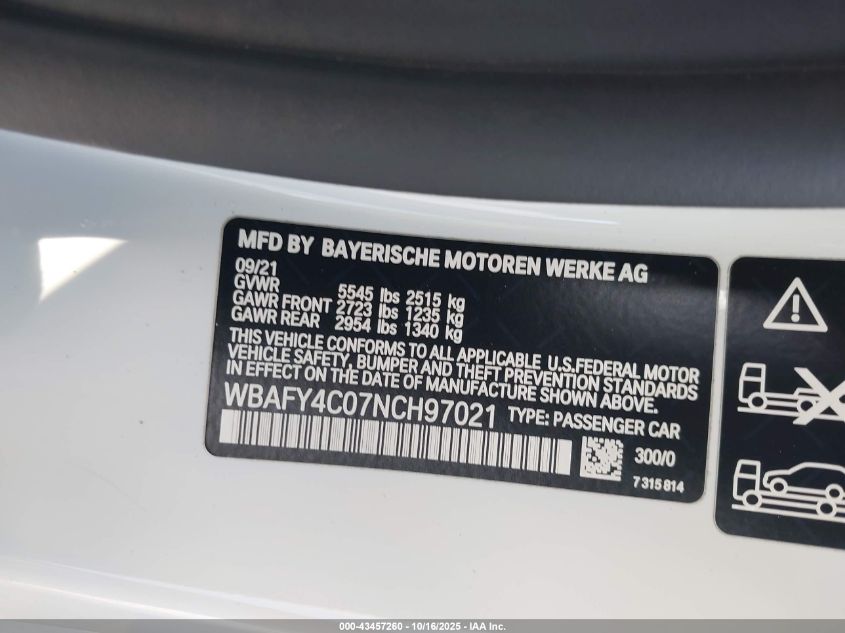 MFD BY BAYERISCHE MOTOREN WERKE AG
09/21
GVWR 5545 lbs 2515 kg
GAWR FRONT 2723 lbs 1235 kg
GAWR REAR 2954 lbs 1340 kg
THIS VEHICLE CONFORMS TO ALL APPLICABLE U.S.FEDERAL MOTOR
VEHICLE SAFETY, BUMPER AND THEFT PREVENTION STANDARDS
IN EFFECT ON THE DATE OF MANUFACTURE SHOWN ABOVE.
WBAFY4C07NCH97021 TYPE: PASSENGER CAR
300/0
7 315 814
000-43457260 - 10/16/2025 - IAA Inc.